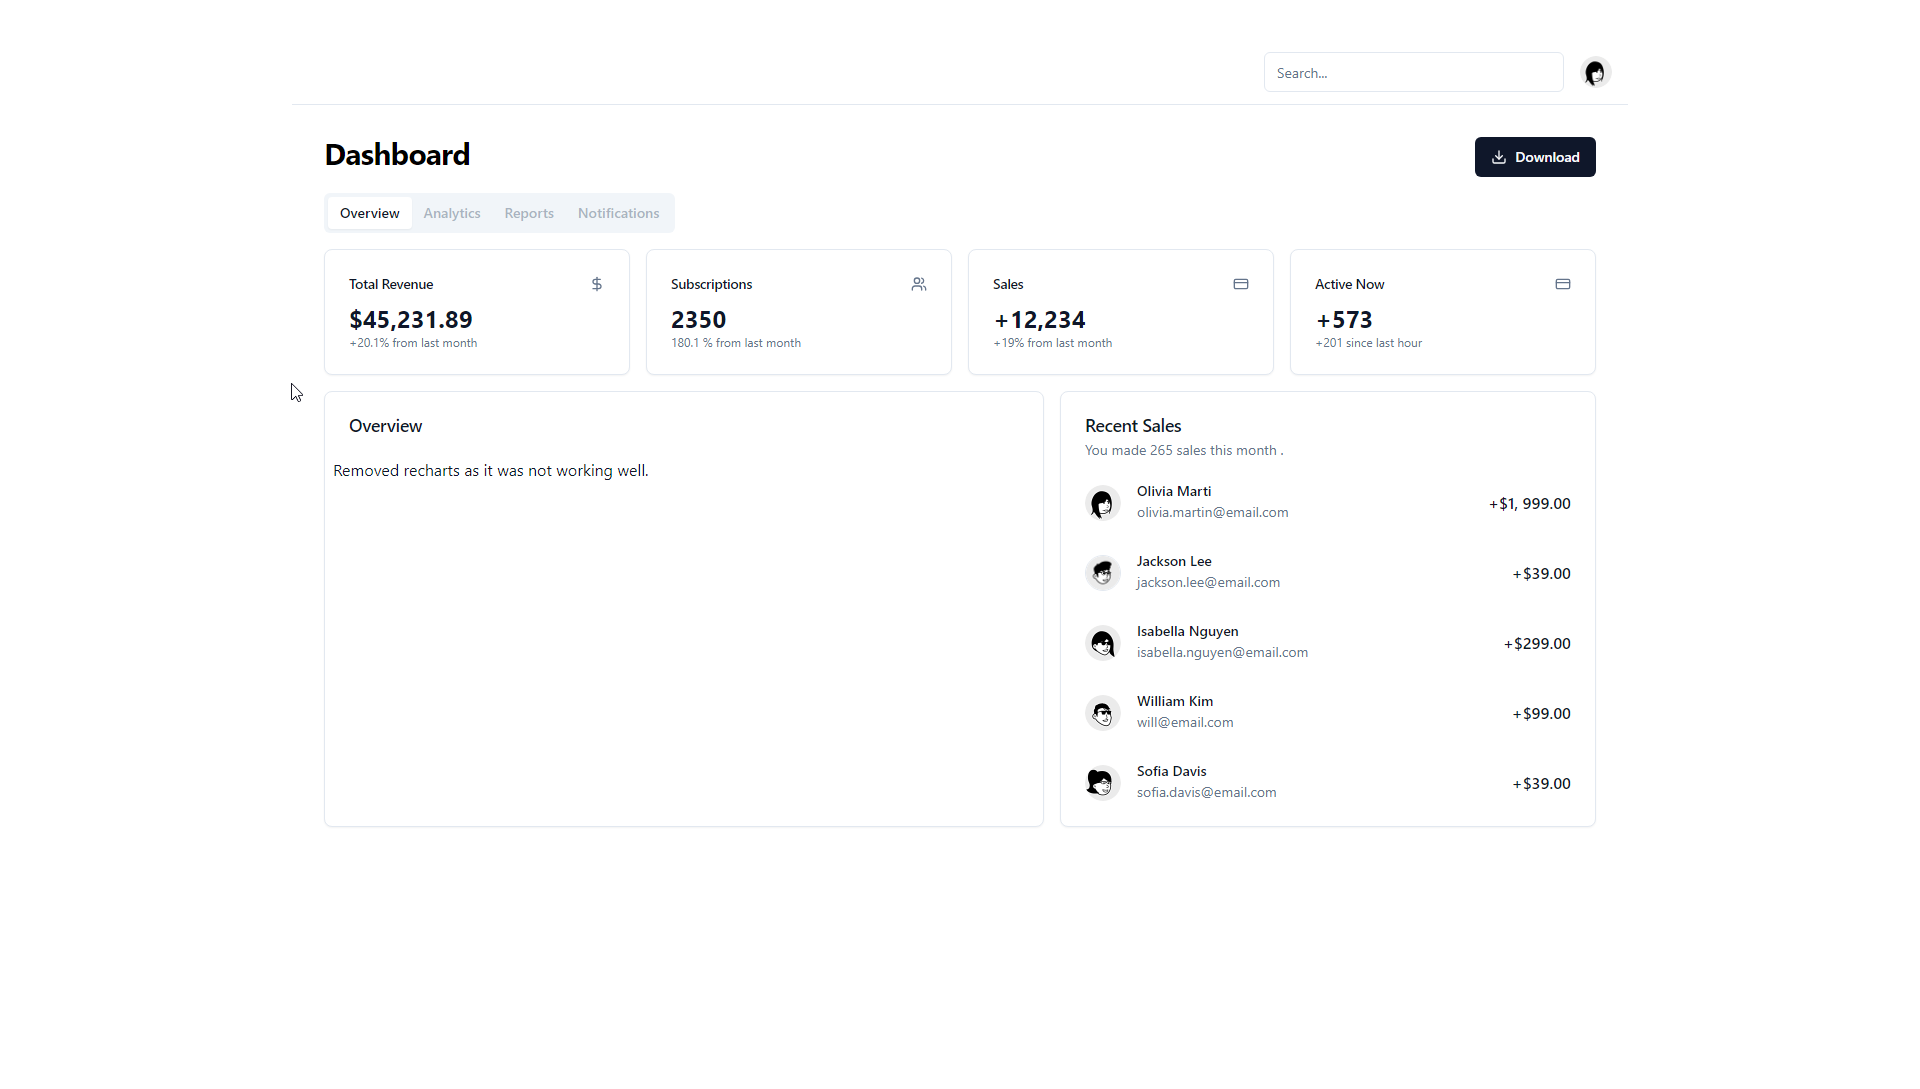 Search...
Dashboard
Download
Overview
Analytics
Reports
Notifications
Total Revenue
$45,231.89
+20.1% from last month
Subscriptions
2350
180.1 % from last month
Sales
+12,234
+19% from last month
Active Now
+573
+201 since last hour
Overview
Removed recharts as it was not working well.
Recent Sales
You made 265 sales this month .
Olivia Marti
olivia.martin@email.com
+$1, 999.00
Jackson Lee
jackson.lee@email.com
+$39.00
Isabella Nguyen
isabella.nguyen@email.com
+$299.00
William Kim
will@email.com
+$99.00
Sofia Davis
sofia.davis@email.com
+$39.00